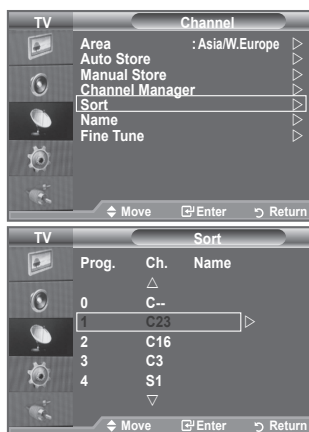 TV Channel
Area : Asia/W.Europe ▷
Auto Store ▷
Manual Store ▷
Channel Manager ▷
Sort ▷
Name ▷
Fine Tune ▷
Move Enter Return
TV Sort
Prog. Ch. Name
△
0 C--
1 C23 ▷
2 C16
3 C3
4 S1
▽
Move Enter Return